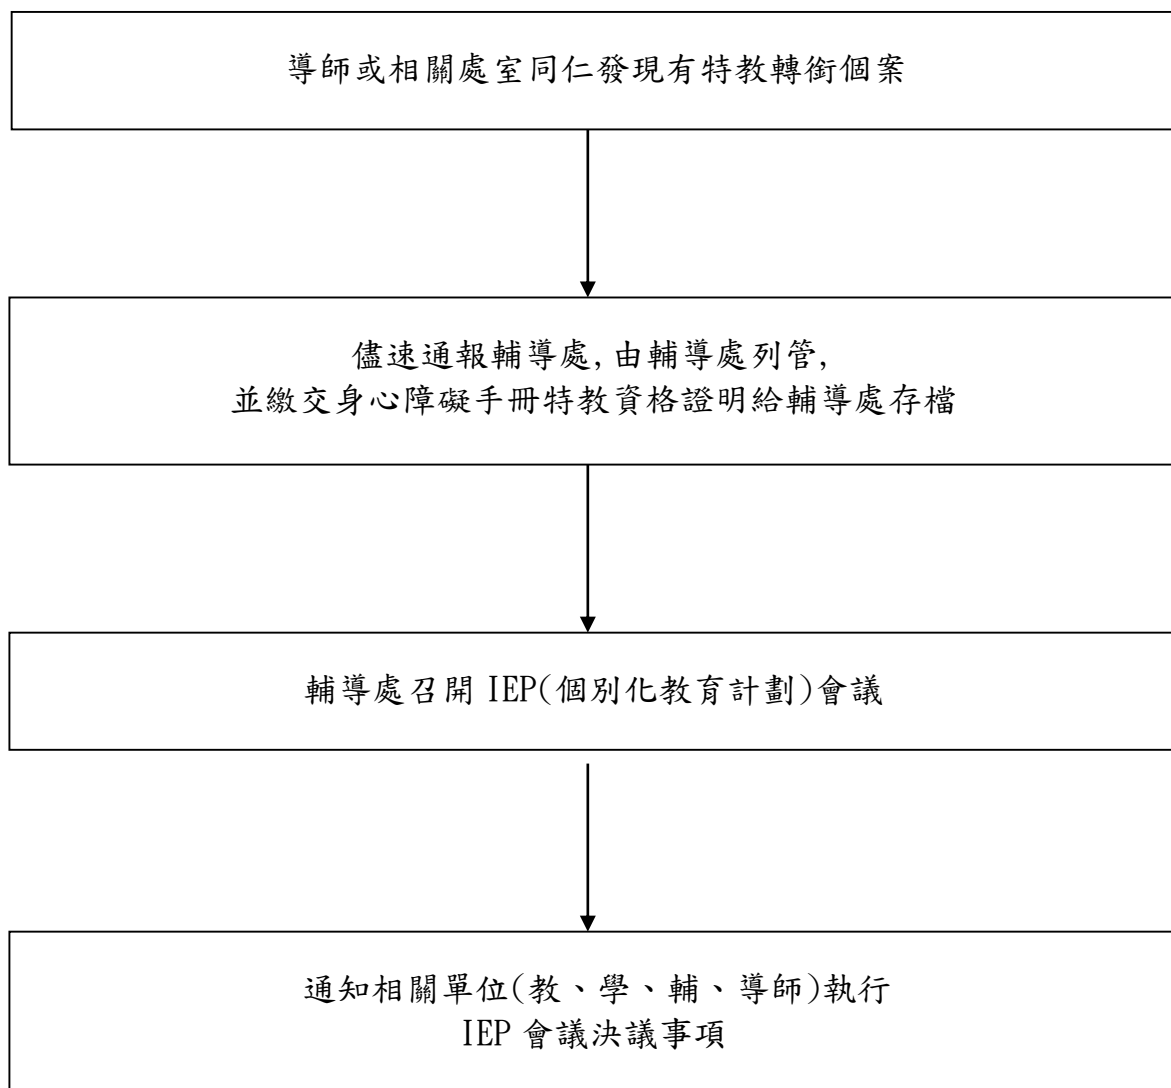 導師或相關處室同仁發現有特教轉銜個案
儘速通報輔導處,由輔導處列管,
並繳交身心障礙手冊特教資格證明給輔導處存檔
輔導處召開 IEP(個別化教育計劃)會議
通知相關單位(教、學、輔、導師)執行
IEP 會議決議事項